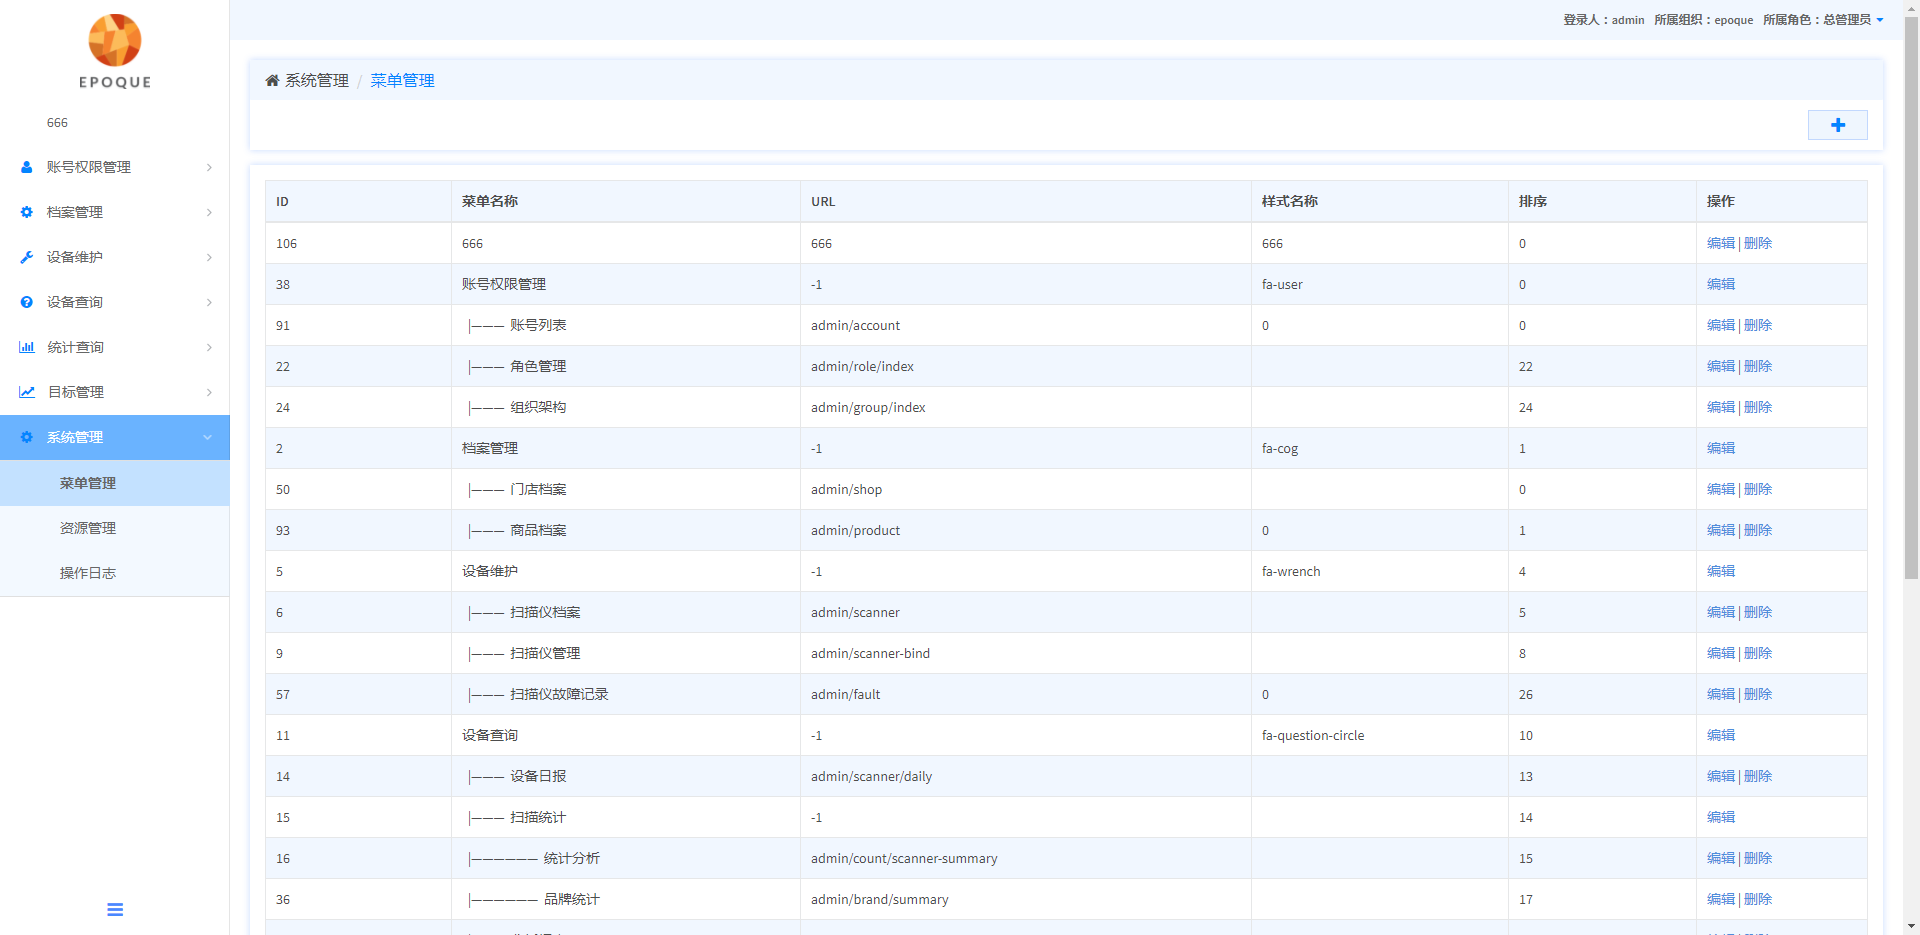 EPOQUE
666
账号权限管理
档案管理
设备维护
设备查询
统计查询
目标管理
系统管理
菜单管理
资源管理
操作日志
登录人：admin 所属组织：epoque 所属角色：总管理员
系统管理 / 菜单管理
ID 菜单名称 URL 样式名称 排序 操作
106 666 666 666 0 编辑 | 删除
38 账号权限管理 -1 fa-user 0 编辑
91 |——— 账号列表 admin/account 0 0 编辑 | 删除
22 |——— 角色管理 admin/role/index 22 编辑 | 删除
24 |——— 组织架构 admin/group/index 24 编辑 | 删除
2 档案管理 -1 fa-cog 1 编辑
50 |——— 门店档案 admin/shop 0 编辑 | 删除
93 |——— 商品档案 admin/product 0 1 编辑 | 删除
5 设备维护 -1 fa-wrench 4 编辑
6 |——— 扫描仪档案 admin/scanner 5 编辑 | 删除
9 |——— 扫描仪管理 admin/scanner-bind 8 编辑 | 删除
57 |——— 扫描仪故障记录 admin/fault 0 26 编辑 | 删除
11 设备查询 -1 fa-question-circle 10 编辑
14 |——— 设备日报 admin/scanner/daily 13 编辑 | 删除
15 |——— 扫描统计 -1 14 编辑
16 |—————— 统计分析 admin/count/scanner-summary 15 编辑 | 删除
36 |—————— 品牌统计 admin/brand/summary 17 编辑 | 删除